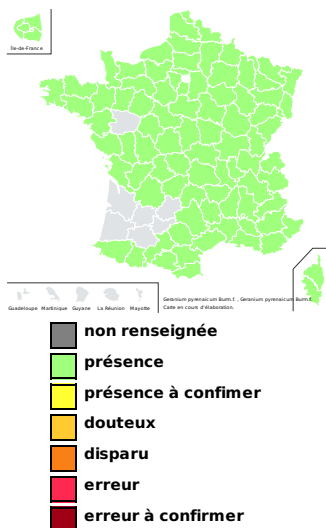 Île-de-France
Guadeloupe Martinique Guyane La Réunion Mayotte
Geranium pyrenaicum Burm.f. , Geranium pyrenaicum Burm.f.
Carte en cours d'élaboration.
non renseignée
présence
présence à confimer
douteux
disparu
erreur
erreur à confirmer